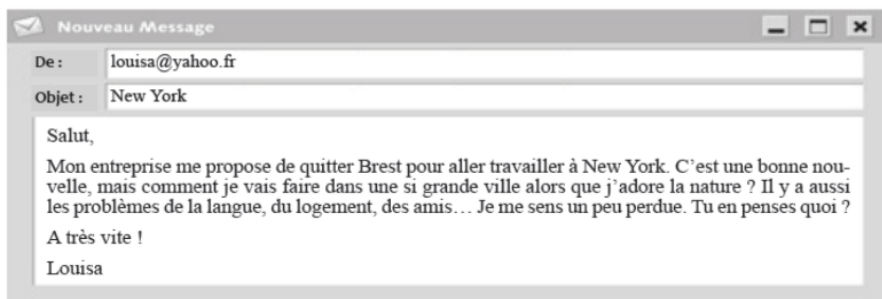 Nouveau Message
De : louisa@yahoo.fr
Objet : New York
Salut,
Mon entreprise me propose de quitter Brest pour aller travailler à New York. C'est une bonne nou-
velle, mais comment je vais faire dans une si grande ville alors que j'adore la nature ? Il y a aussi
les problèmes de la langue, du logement, des amis… Je me sens un peu perdue. Tu en penses quoi ?
A très vite !
Louisa